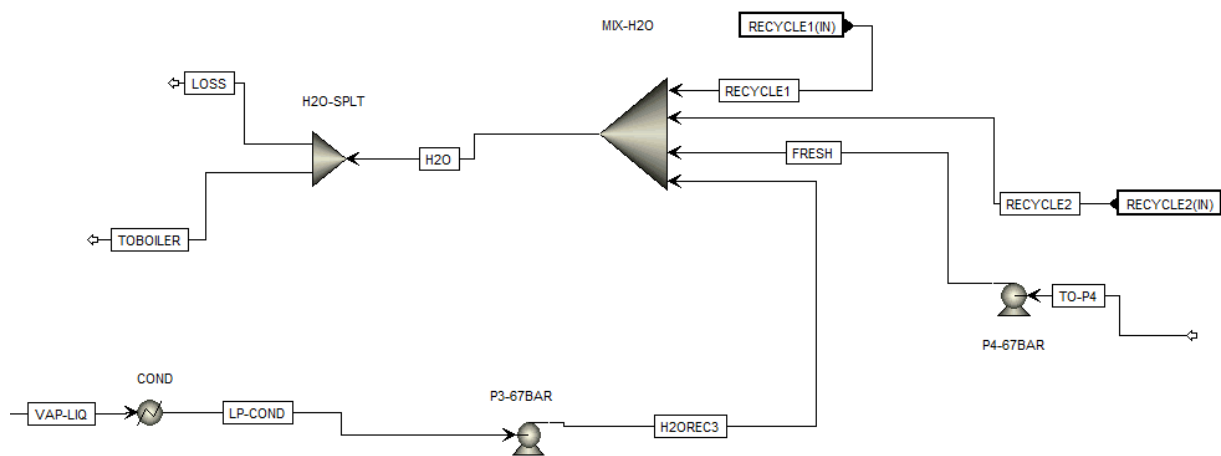 MIX-H2O
RECYCLE1(IN)
LOSS
RECYCLE1
H2O-SPLT
H2O
FRESH
RECYCLE2
RECYCLE2(IN)
TOBOILER
TO-P4
P4-67BAR
COND
P3-67BAR
VAP-LIQ
LP-COND
H2OREC3